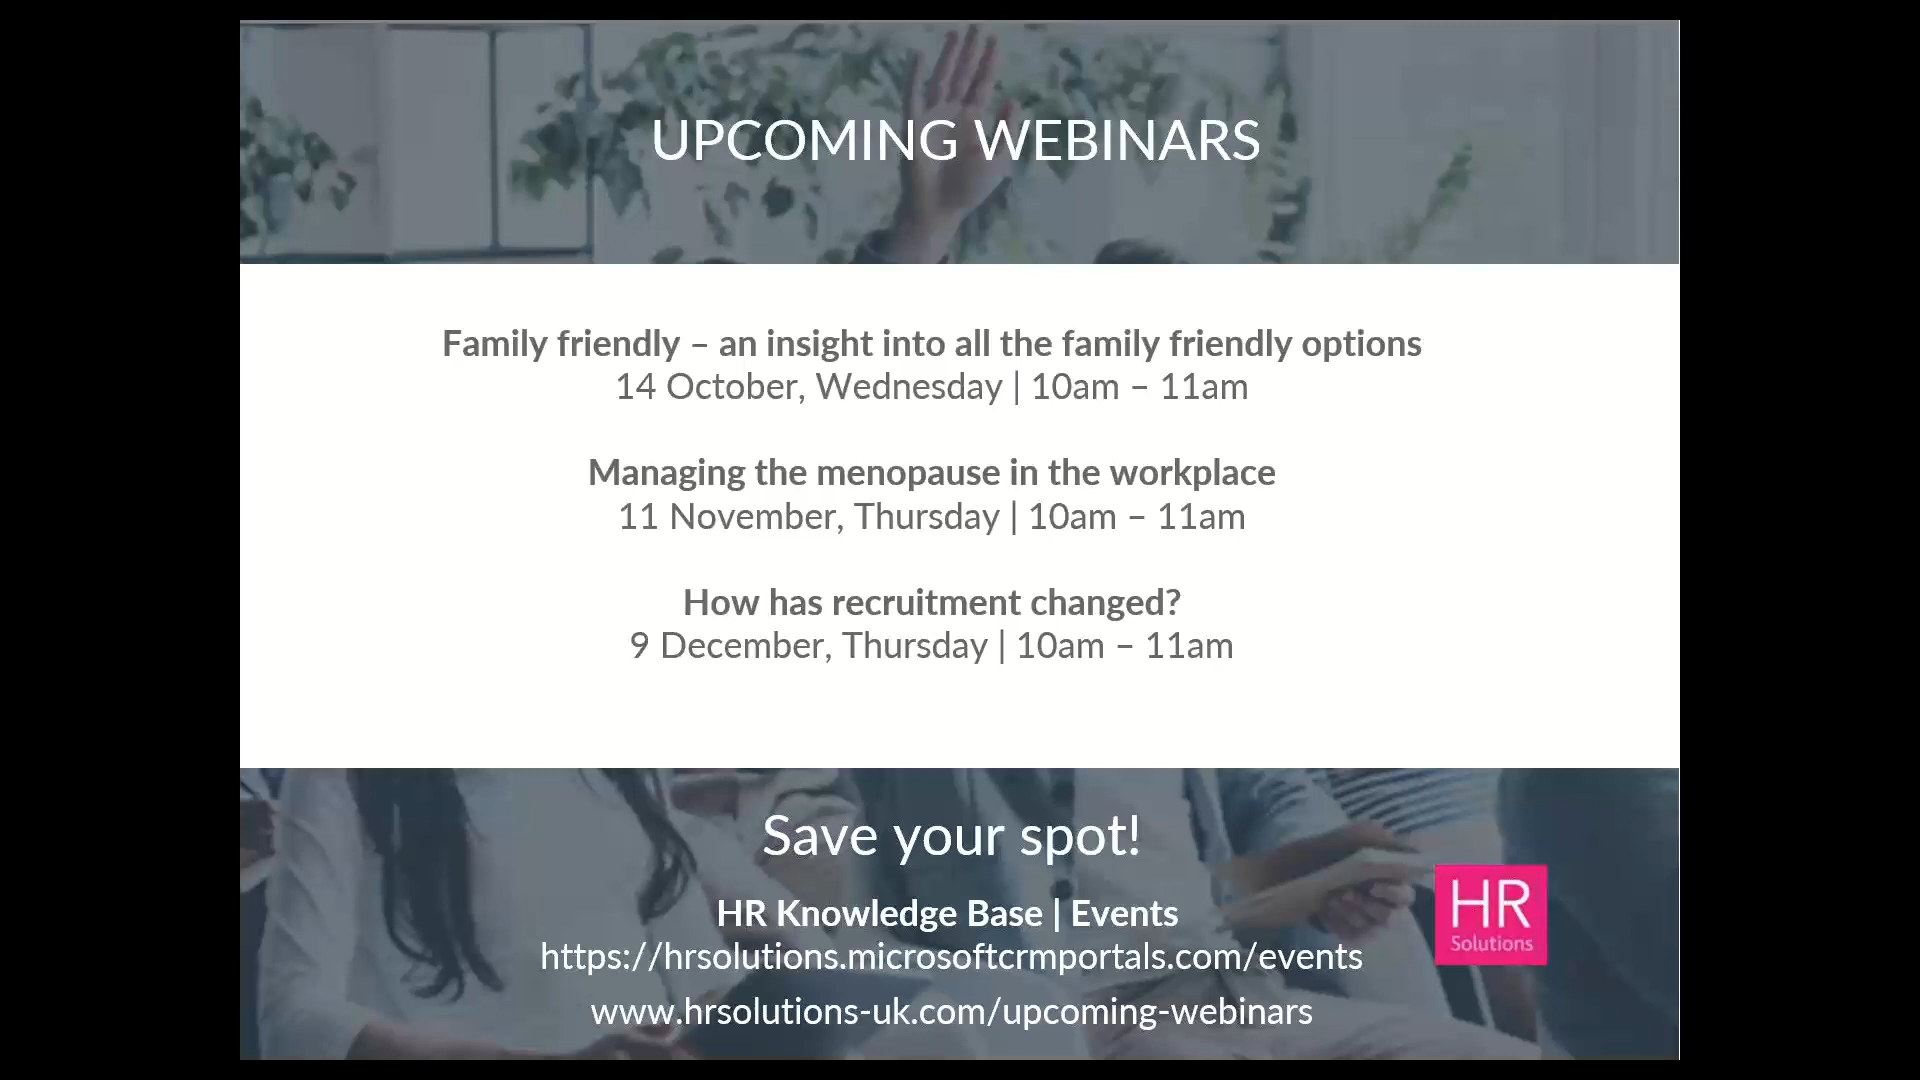 UPCOMING WEBINARS
Family friendly – an insight into all the family friendly options
14 October, Wednesday | 10am – 11am
Managing the menopause in the workplace
11 November, Thursday | 10am – 11am
How has recruitment changed?
9 December, Thursday | 10am – 11am
Save your spot!
HR Knowledge Base | Events
https://hrsolutions.microsoftcrmportals.com/events
www.hrsolutions-uk.com/upcoming-webinars
HR
Solutions